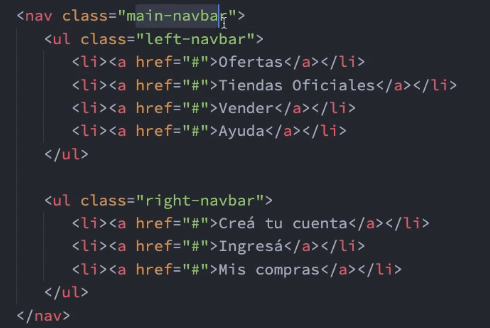 <nav class="main-navbar">
<ul class="left-navbar">
<li><a href="#">Ofertas</a></li>
<li><a href="#">Tiendas Oficiales</a></li>
<li><a href="#">Vender</a></li>
<li><a href="#">Ayuda</a></li>
</ul>
<ul class="right-navbar">
<li><a href="#">Creá tu cuenta</a></li>
<li><a href="#">Ingresá</a></li>
<li><a href="#">Mis compras</a></li>
</ul>
</nav>